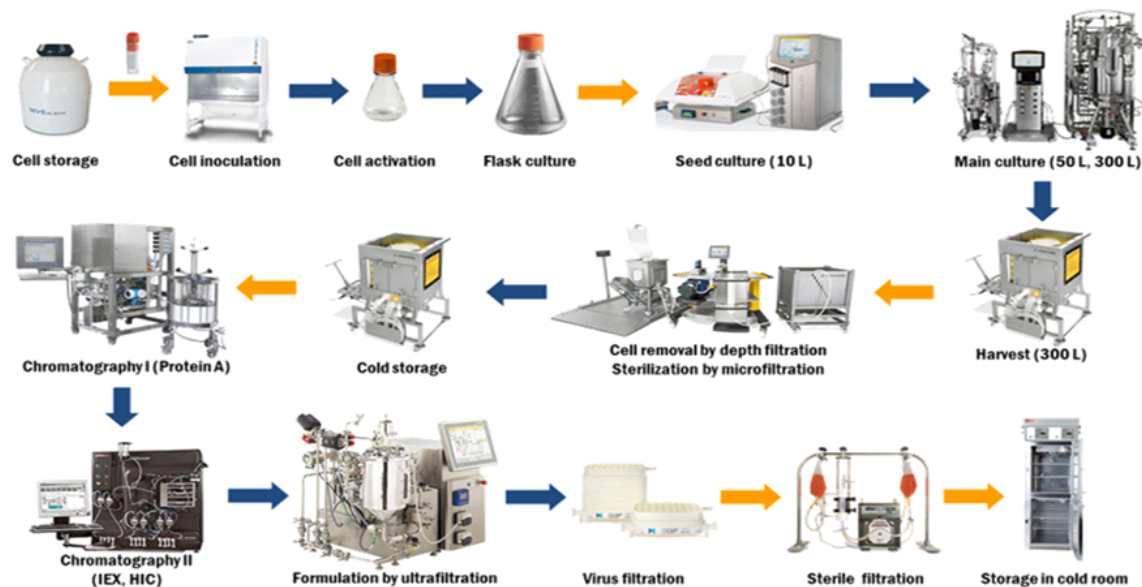 Cell storage
Cell inoculation
Cell activation
Flask culture
Seed culture (10 L)
Main culture (50 L, 300 L)
Chromatography I (Protein A)
Cold storage
Cell removal by depth filtration
Sterilization by microfiltration
Harvest (300 L)
Chromatography II
(IEX, HIC)
Formulation by ultrafiltration
Virus filtration
Sterile filtration
Storage in cold room